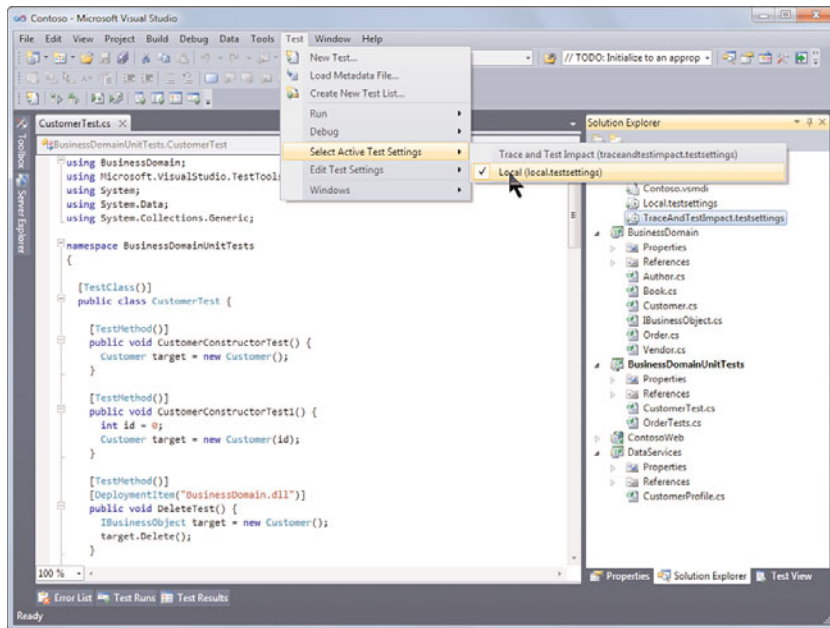 Contoso - Microsoft Visual Studio
File Edit View Project Build Debug Data Tools Test Window Help
// TODO: Initialize to an approp
New Test...
Load Metadata File...
Create New Test List...
Run
Debug
Select Active Test Settings
Edit Test Settings
Windows
Trace and Test Impact (traceandtestimpact.testsettings)
Local (local.testsettings)
Toolbox
Server Explorer
CustomerTest.cs
BusinessDomainUnitTests.CustomerTest
using BusinessDomain;
using Microsoft.VisualStudio.TestTools
using System;
using System.Data;
using System.Collections.Generic;
namespace BusinessDomainUnitTests
{
[TestClass()]
public class CustomerTest {
[TestMethod()]
public void CustomerConstructorTest() {
Customer target = new Customer();
}
[TestMethod()]
public void CustomerConstructorTest1() {
int id = 0;
Customer target = new Customer(id);
}
[TestMethod()]
[DeploymentItem("BusinessDomain.dll")]
public void DeleteTest() {
IBusinessObject target = new Customer();
target.Delete();
}
100 %
Solution Explorer
Contoso.vsmdi
Local.testsettings
TraceAndTestImpact.testsettings
BusinessDomain
Properties
References
Author.cs
Book.cs
Customer.cs
IBusinessObject.cs
Order.cs
Vendor.cs
BusinessDomainUnitTests
Properties
References
CustomerTest.cs
OrderTests.cs
ContosoWeb
DataServices
Properties
References
CustomerProfile.cs
Properties Solution Explorer Test View
Error List Test Runs Test Results
Ready